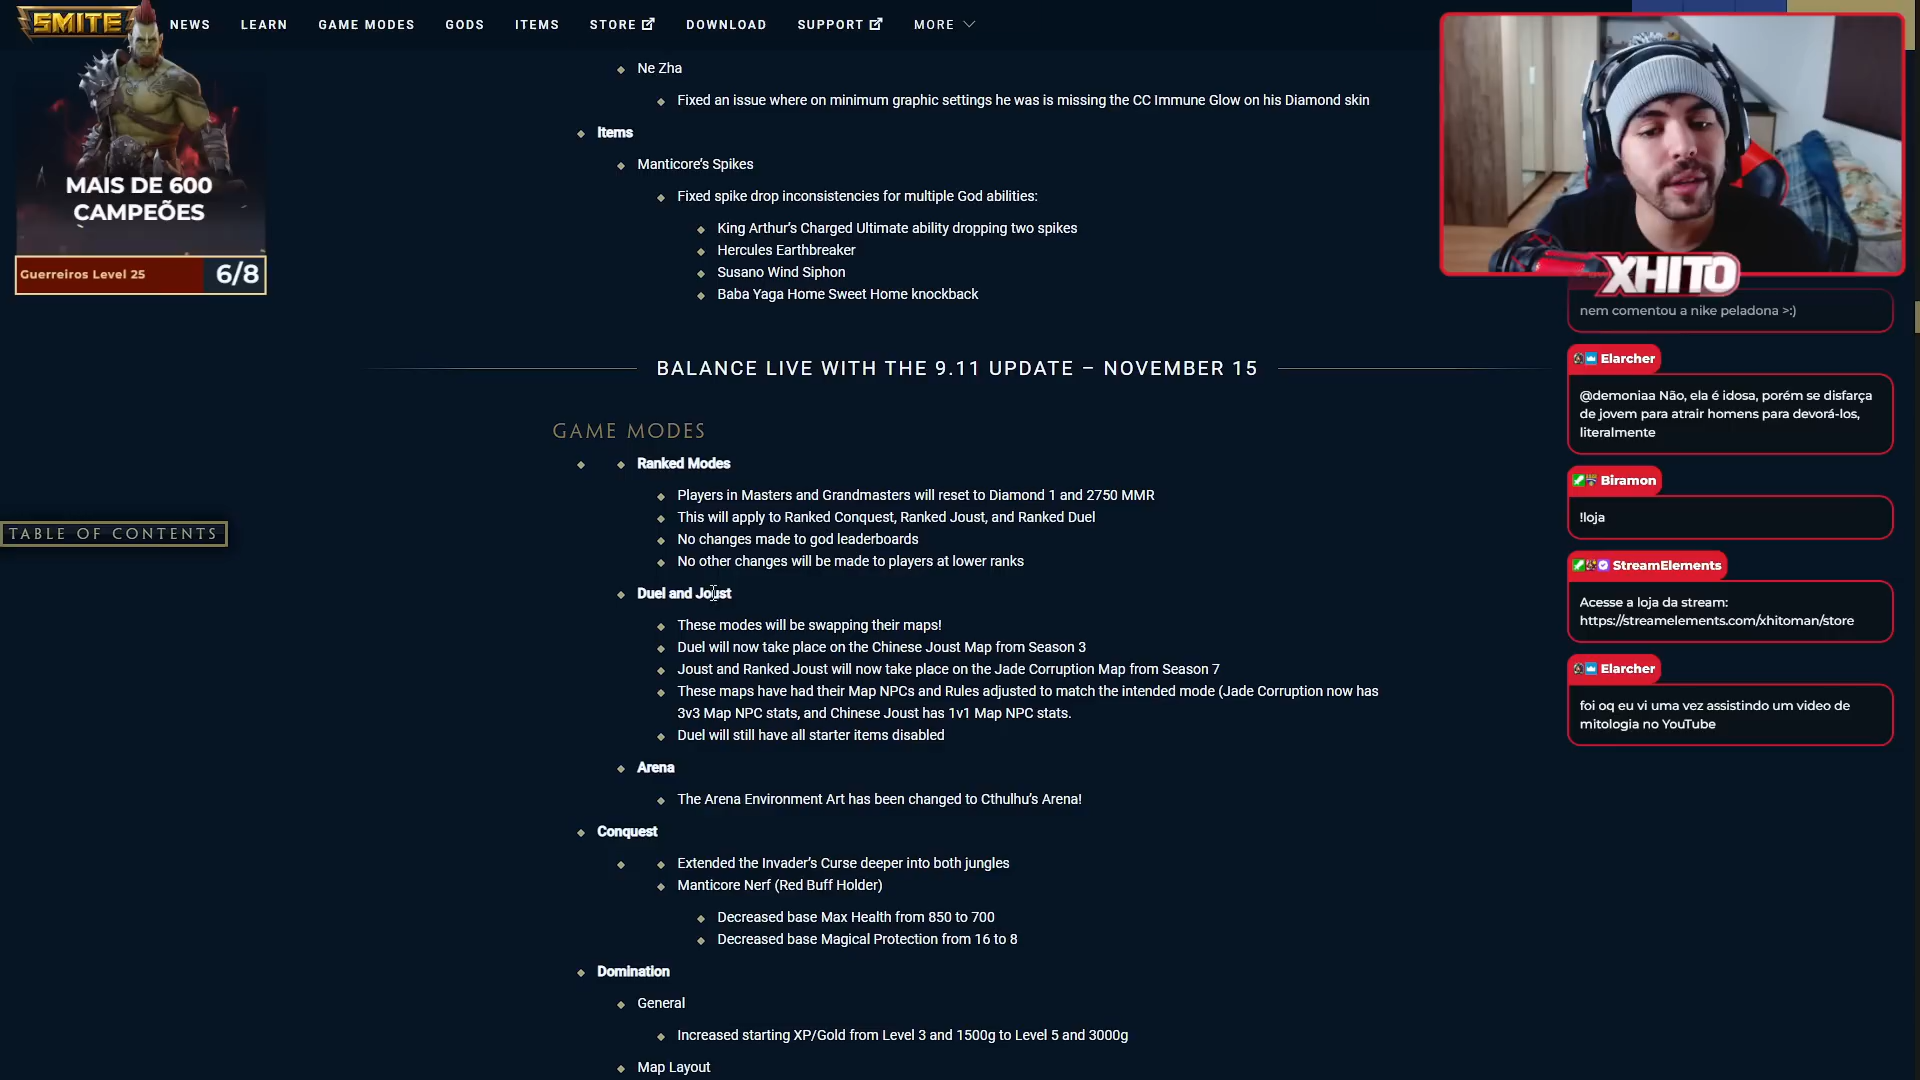 SMITE
NEWS
LEARN
GAME MODES
GODS
ITEMS
STORE
DOWNLOAD
SUPPORT
MORE
MAIS DE 600
CAMPEÕES
Guerreiros Level 25
6/8
TABLE OF CONTENTS
Ne Zha
Fixed an issue where on minimum graphic settings he was is missing the CC Immune Glow on his Diamond skin
Items
Manticore’s Spikes
Fixed spike drop inconsistencies for multiple God abilities:
King Arthur’s Charged Ultimate ability dropping two spikes
Hercules Earthbreaker
Susano Wind Siphon
Baba Yaga Home Sweet Home knockback
BALANCE LIVE WITH THE 9.11 UPDATE – NOVEMBER 15
GAME MODES
Ranked Modes
Players in Masters and Grandmasters will reset to Diamond 1 and 2750 MMR
This will apply to Ranked Conquest, Ranked Joust, and Ranked Duel
No changes made to god leaderboards
No other changes will be made to players at lower ranks
Duel and Joust
These modes will be swapping their maps!
Duel will now take place on the Chinese Joust Map from Season 3
Joust and Ranked Joust will now take place on the Jade Corruption Map from Season 7
These maps have had their Map NPCs and Rules adjusted to match the intended mode (Jade Corruption now has
3v3 Map NPC stats, and Chinese Joust has 1v1 Map NPC stats.
Duel will still have all starter items disabled
Arena
The Arena Environment Art has been changed to Cthulhu’s Arena!
Conquest
Extended the Invader’s Curse deeper into both jungles
Manticore Nerf (Red Buff Holder)
Decreased base Max Health from 850 to 700
Decreased base Magical Protection from 16 to 8
Domination
General
Increased starting XP/Gold from Level 3 and 1500g to Level 5 and 3000g
Map Layout
XHITO
nem comentou a nike peladona >:)
Elarcher
@demoniaa Não, ela é idosa, porém se disfarça
de jovem para atrair homens para devorá-los,
literalmente
Biramon
!loja
StreamElements
Acesse a loja da stream:
https://streamelements.com/xhitoman/store
Elarcher
foi oq eu vi uma vez assistindo um video de
mitologia no YouTube